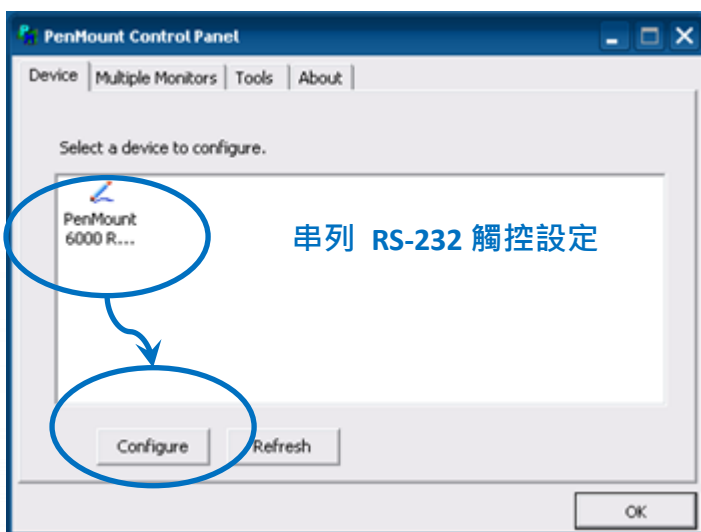 PenMount Control Panel
Device Multiple Monitors Tools About
Select a device to configure.
PenMount
6000 R...
串列 RS-232 觸控設定
Configure Refresh
OK